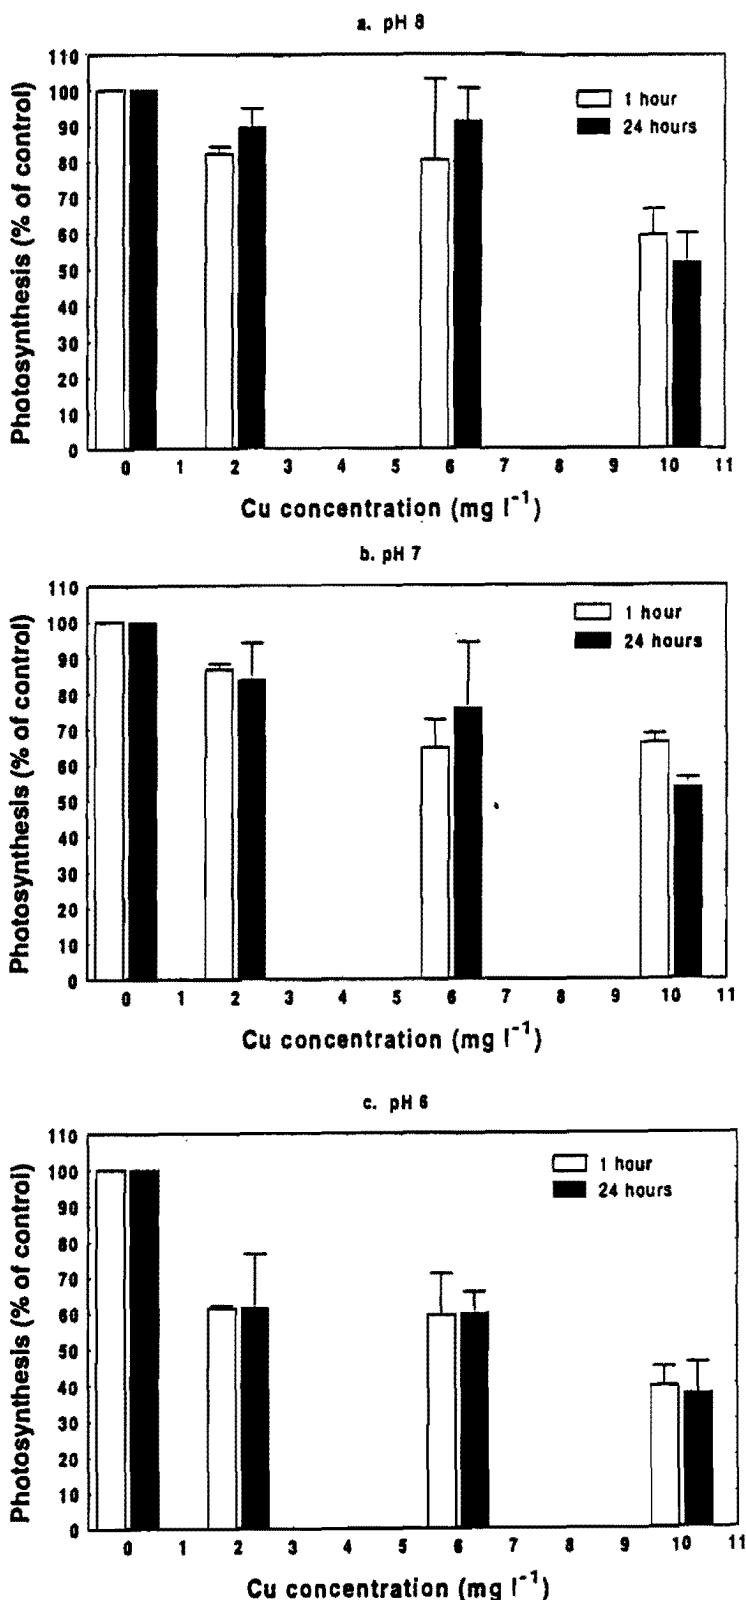 a. pH 8
110
100
90
80
70
60
50
40
30
20
10
0
Photosynthesis (% of control)
1 hour
24 hours
0 1 2 3 4 5 6 7 8 9 10 11
Cu concentration (mg l⁻¹)
b. pH 7
110
100
90
80
70
60
50
40
30
20
10
0
Photosynthesis (% of control)
1 hour
24 hours
0 1 2 3 4 5 6 7 8 9 10 11
Cu concentration (mg l⁻¹)
c. pH 6
110
100
90
80
70
60
50
40
30
20
10
0
Photosynthesis (% of control)
1 hour
24 hours
0 1 2 3 4 5 6 7 8 9 10 11
Cu concentration (mg l⁻¹)